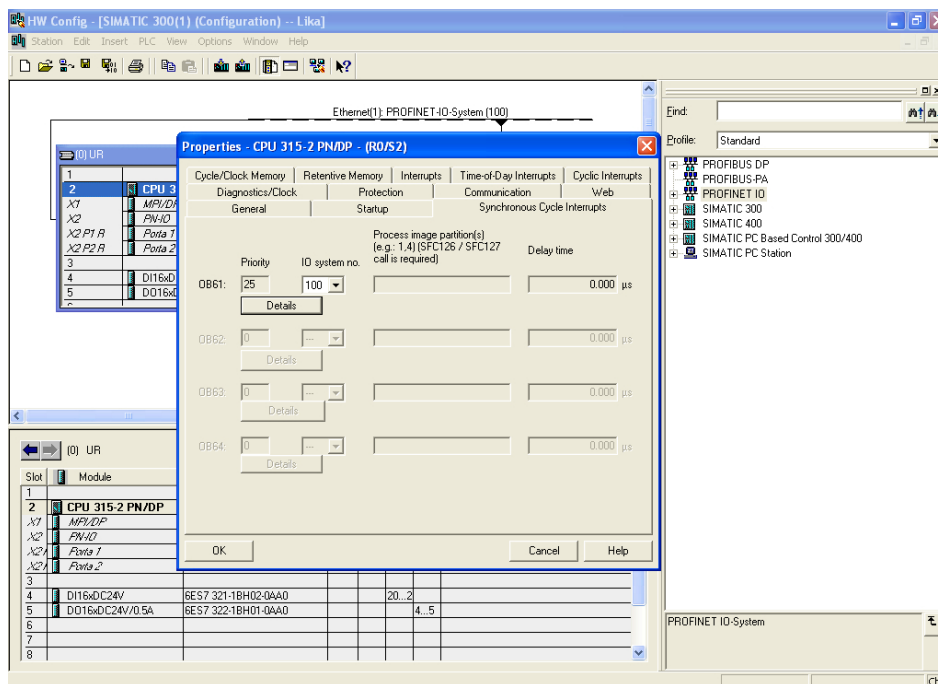 HW Config - [SIMATIC 300(1) (Configuration) -- Lika]
Station Edit Insert PLC View Options Window Help
Ethernet(1): PROFINET-IO-System (100)
(0) UR
1
2 CPU 3
X1 MPI/DP
X2 PN-IO
X2 P1 R Porta 1
X2 P2 R Porta 2
3
4 DI16xD
5 DO16xD
Properties - CPU 315-2 PN/DP - (R0/S2)
Cycle/Clock Memory Retentive Memory Interrupts Time-of-Day Interrupts Cyclic Interrupts
Diagnostics/Clock Protection Communication Web
General Startup Synchronous Cycle Interrupts
Priority IO system no. Process image partition(s)
(e.g.: 1,4) (SFC126 / SFC127
call is required) Delay time
OB61: 25 100 0.000 µs
Details
OB62: 0 --- 0.000 µs
Details
OB63: 0 --- 0.000 µs
Details
OB64: 0 --- 0.000 µs
Details
OK Cancel Help
Find:
Profile: Standard
PROFIBUS DP
PROFIBUS-PA
PROFINET IO
SIMATIC 300
SIMATIC 400
SIMATIC PC Based Control 300/400
SIMATIC PC Station
(0) UR
Slot Module
1
2 CPU 315-2 PN/DP
X1 MPI/DP
X2 PN-IO
X2 Porta 1
X2 Porta 2
3
4 DI16xDC24V 6ES7 321-1BH02-0AA0 20...2
5 DO16xDC24V/0.5A 6ES7 322-1BH01-0AA0 4...5
6
7
8
PROFINET IO-System
Ch